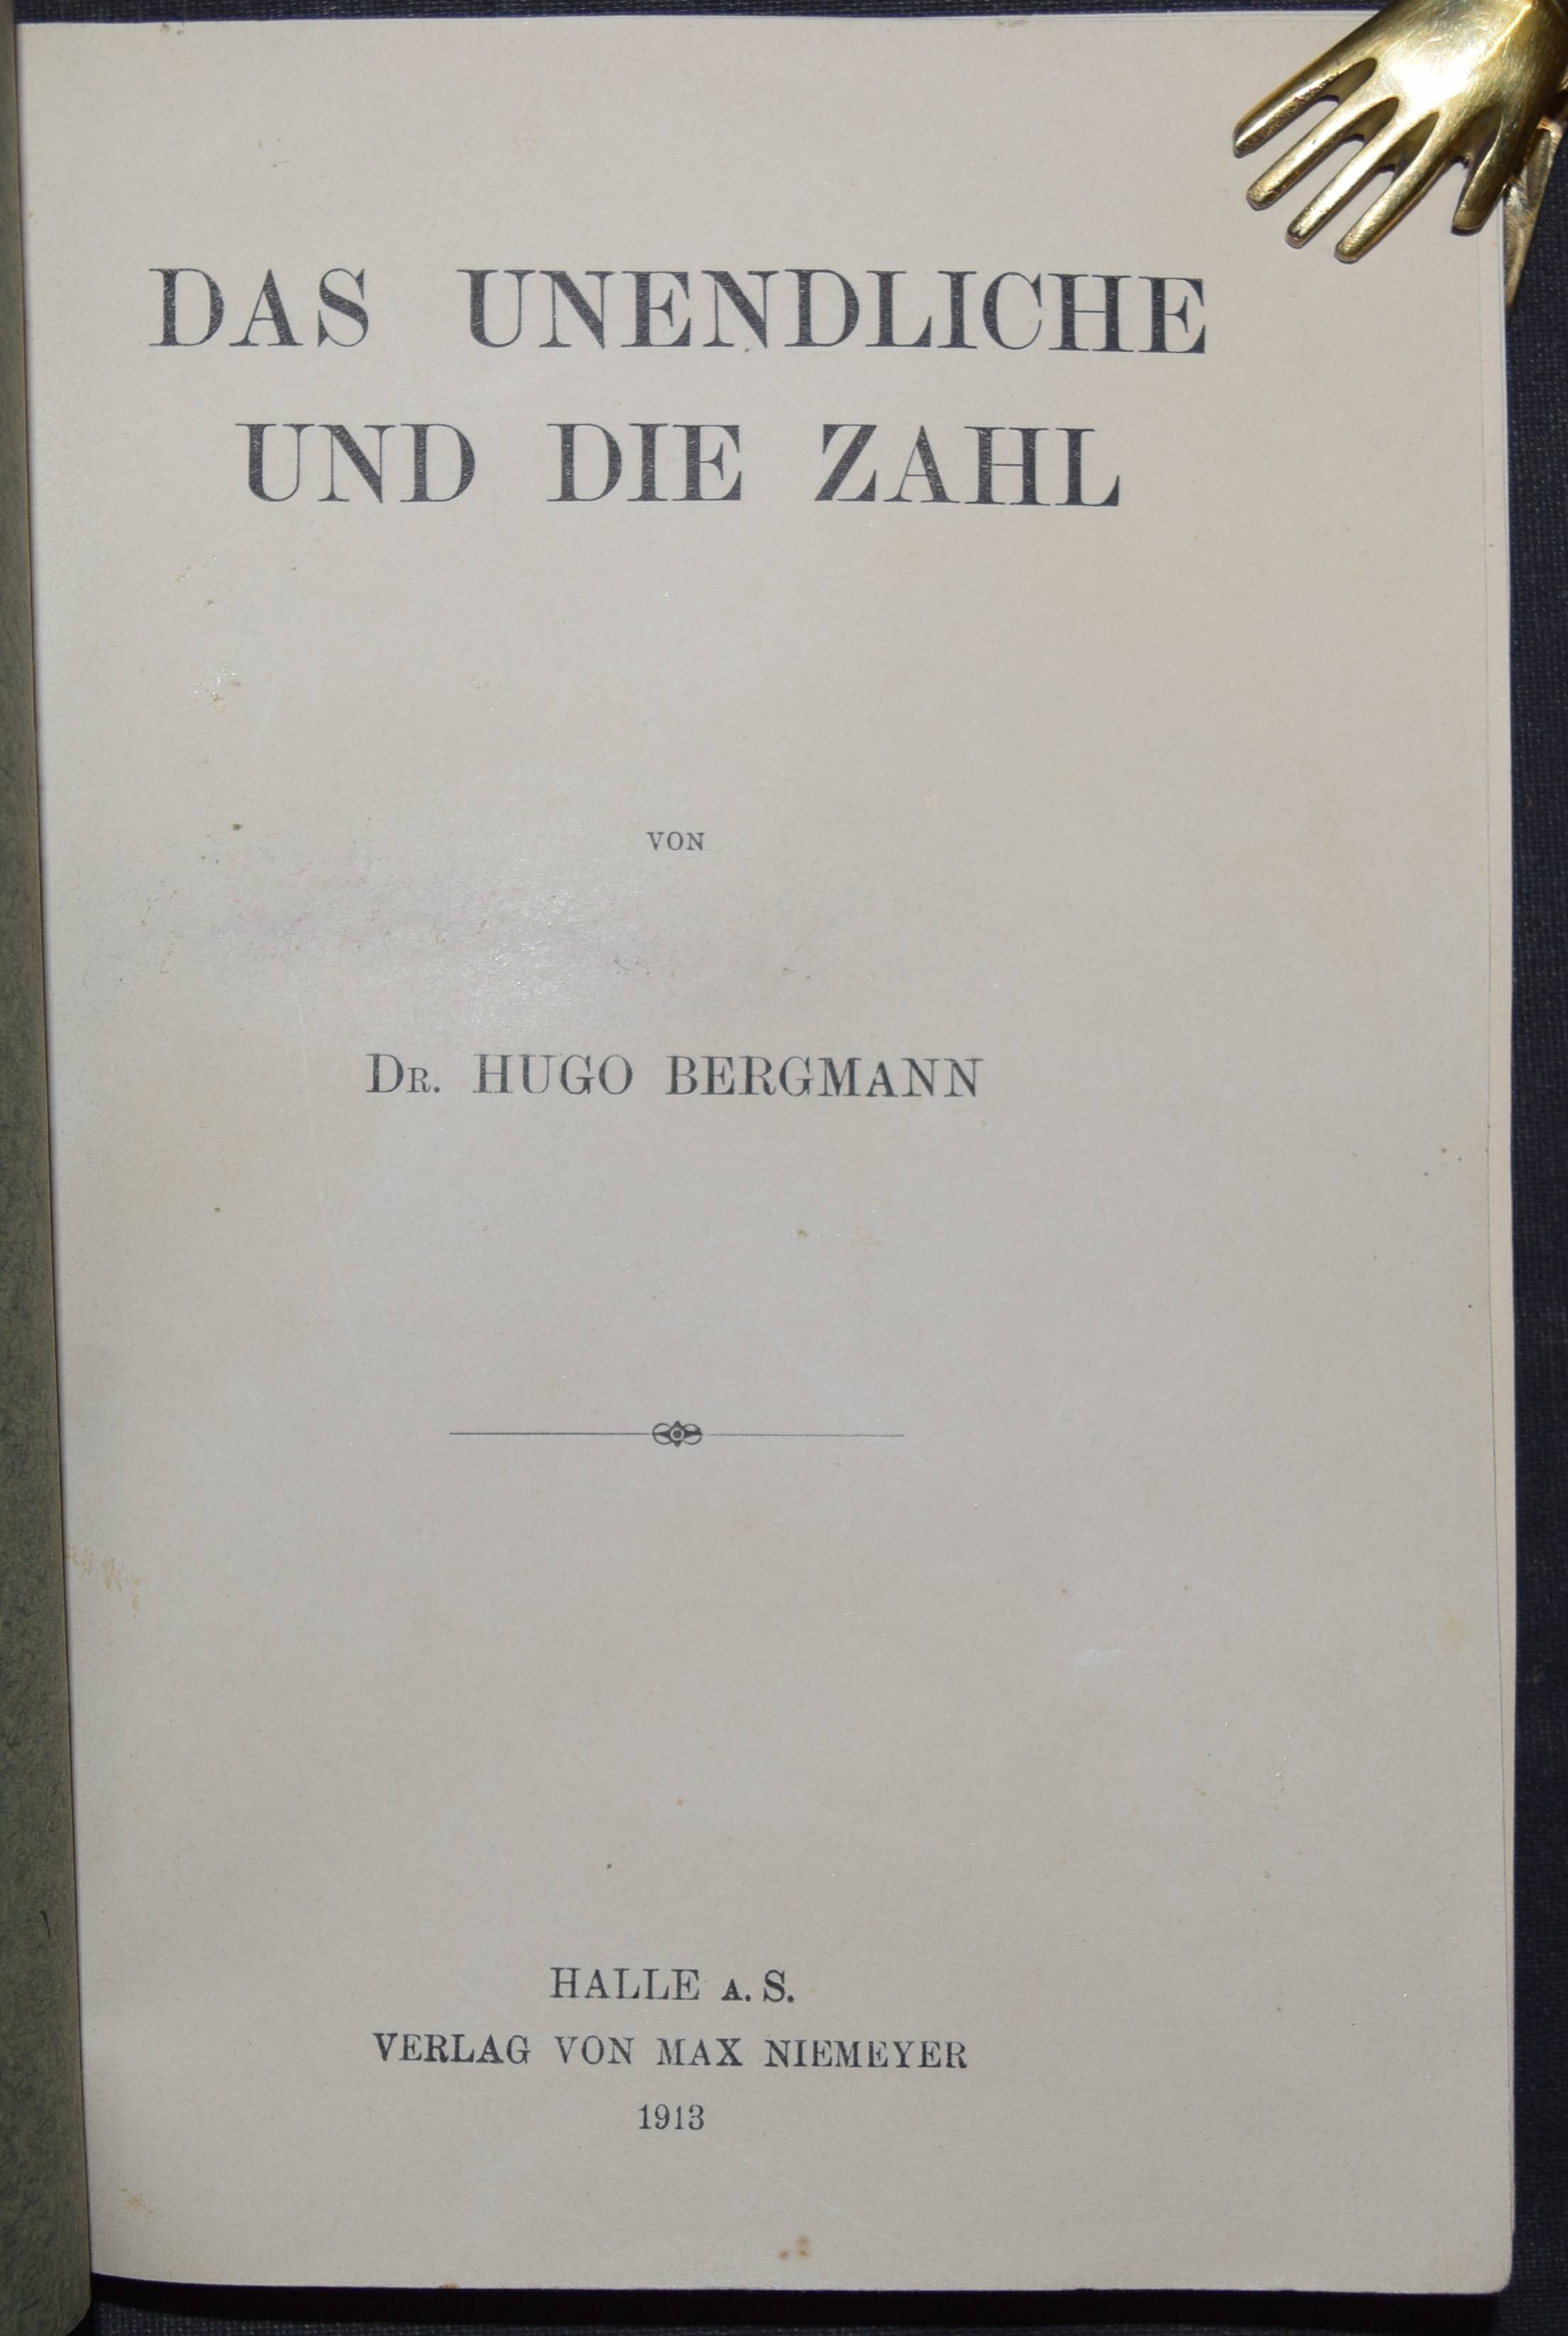 DAS UNENDLICHE
UND DIE ZAHL
VON
DR. HUGO BERGMANN
HALLE A. S.
VERLAG VON MAX NIEMEYER
1913